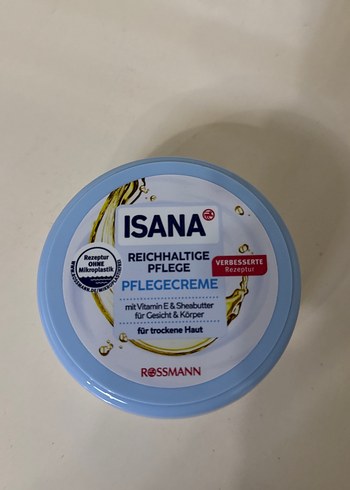 ISANA
REICHHALTIGE
PFLEGE
PFLEGECREME
mit Vitamin E & Sheabutter
für Gesicht & Körper
für trockene Haut
Rezeptur
OHNE
Mikroplastik
VERBESSERTE
Rezeptur
ROSSMANN